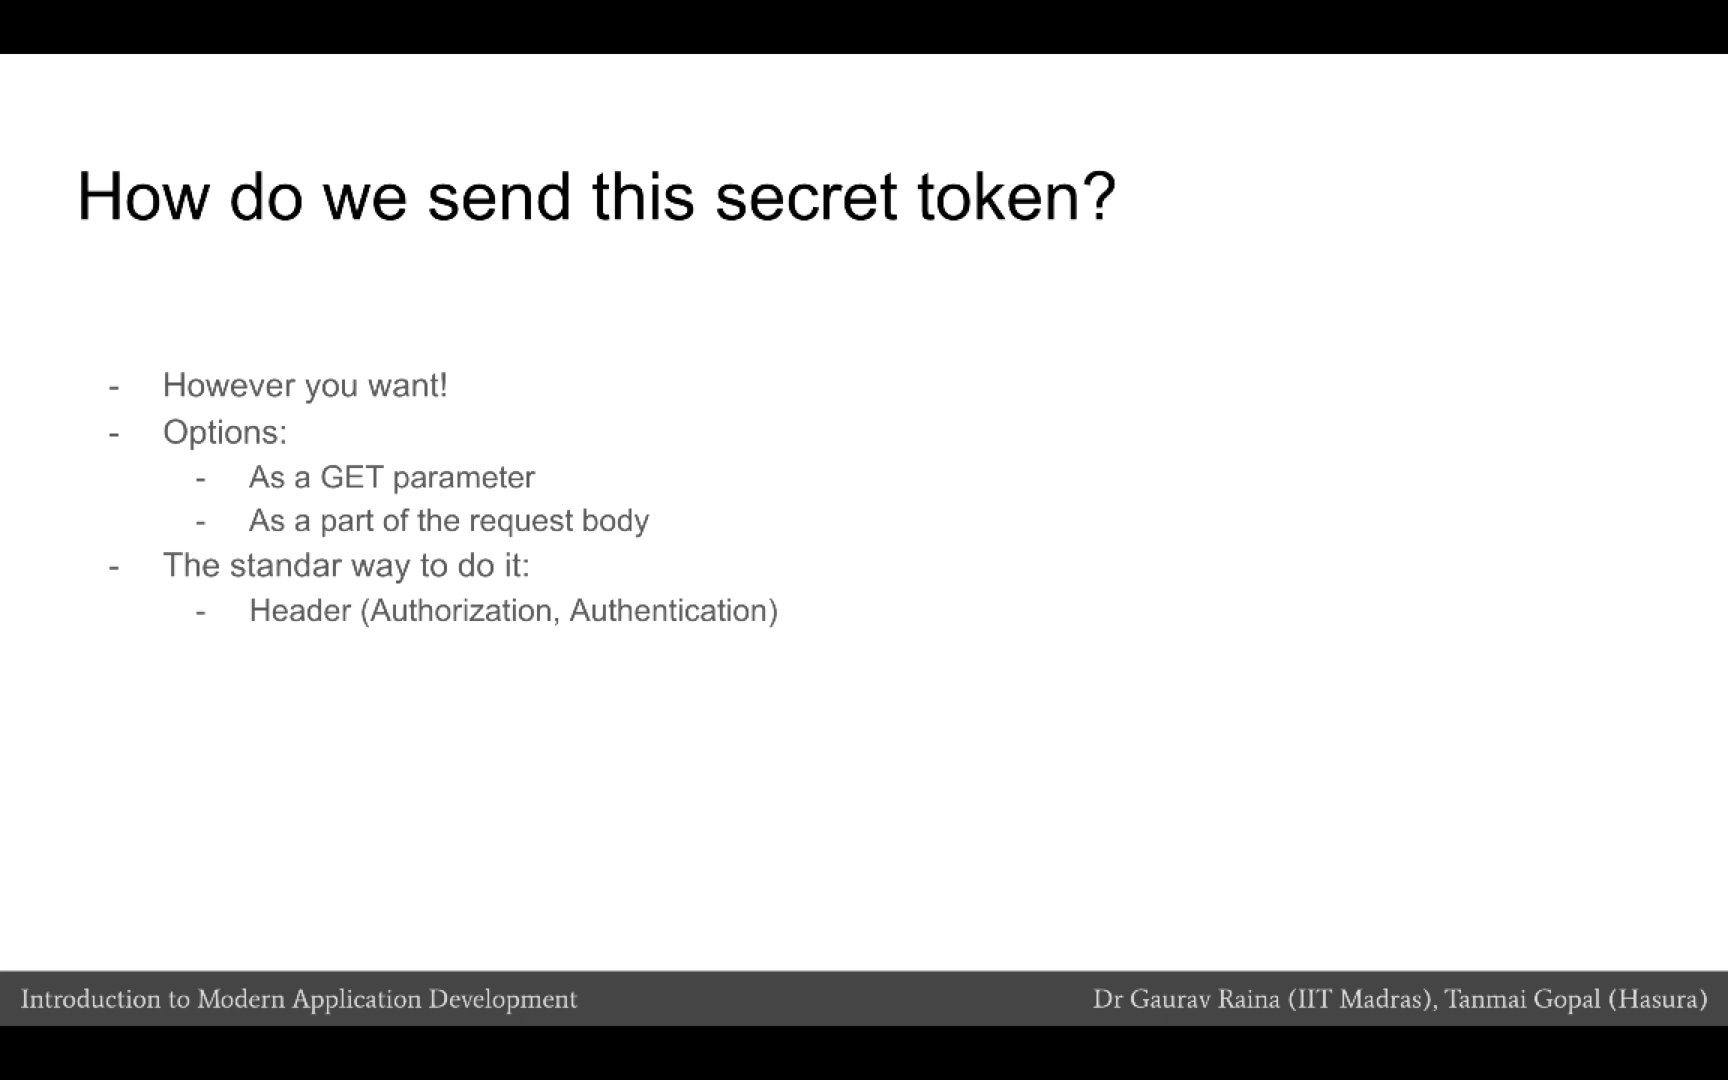 How do we send this secret token?
- However you want!
- Options:
- As a GET parameter
- As a part of the request body
- The standar way to do it:
- Header (Authorization, Authentication)
Introduction to Modern Application Development
Dr Gaurav Raina (IIT Madras), Tanmai Gopal (Hasura)